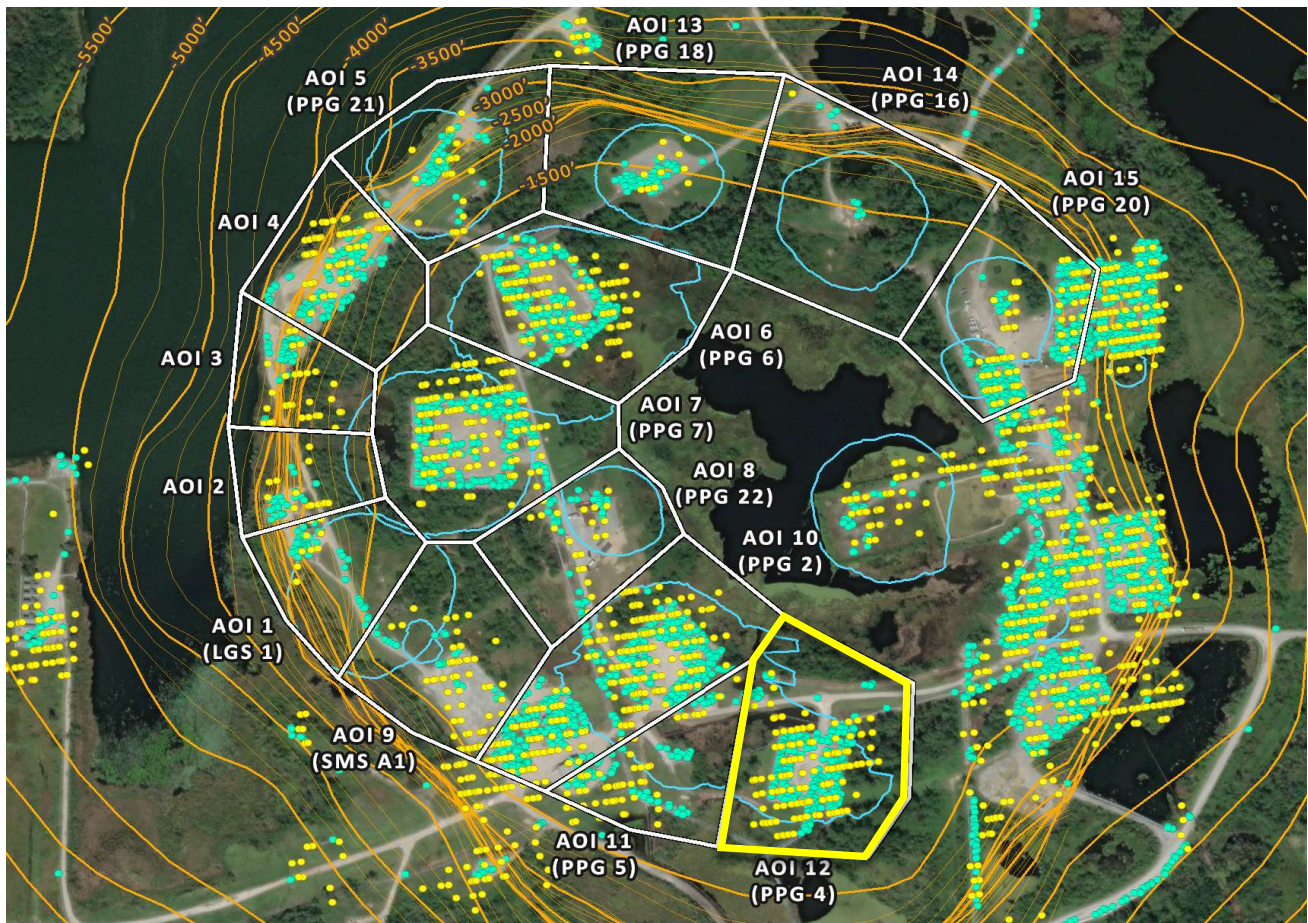 -5500'
-5000'
-4500'
-4000'
-3500'
-3000'
-2500'
-2000'
-1500'
AOI 13
(PPG 18)
AOI 14
(PPG 16)
AOI 5
(PPG 21)
AOI 15
(PPG 20)
AOI 4
AOI 3
AOI 6
(PPG 6)
AOI 7
(PPG 7)
AOI 2
AOI 8
(PPG 22)
AOI 10
(PPG 2)
AOI 1
(LGS 1)
AOI 9
(SMS A1)
AOI 11
(PPG 5)
AOI 12
(PPG 4)